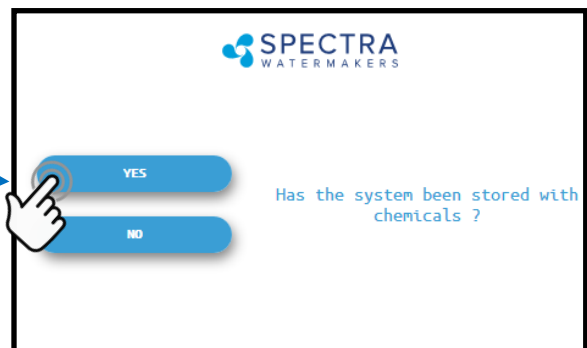 SPECTRA
WATERMAKERS
YES
NO
Has the system been stored with
chemicals ?